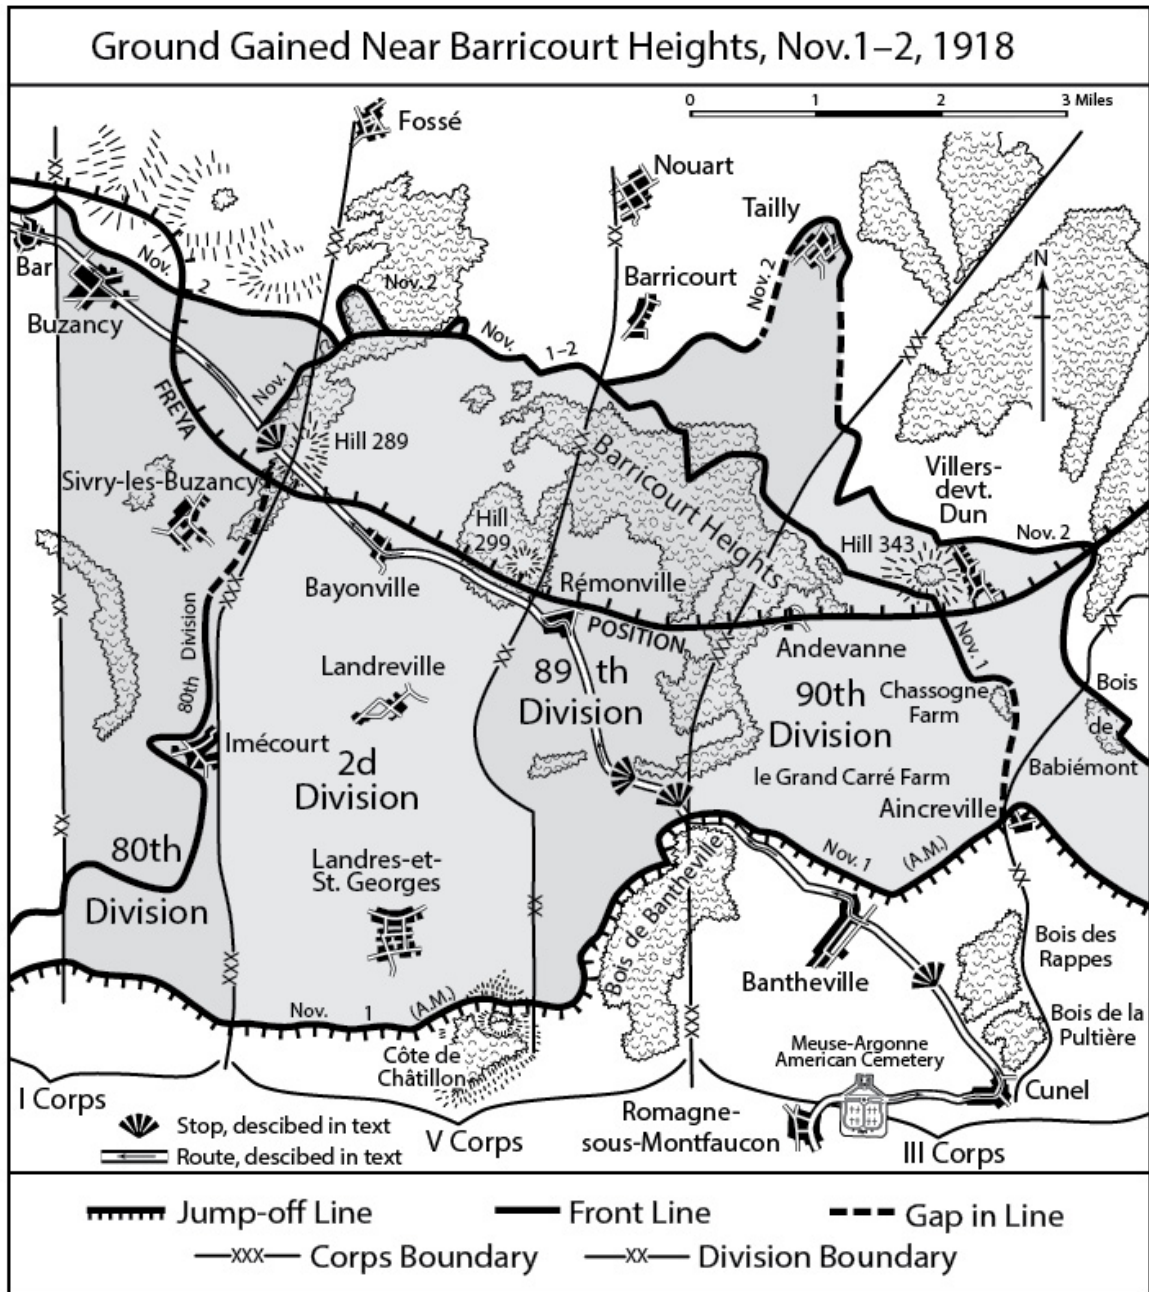 Ground Gained Near Barricourt Heights, Nov.1–2, 1918
0 1 2 3 Miles
Fossé
Nouart
Tailly
N
Bar
Nov. 2
Nov. 2
Barricourt
Nov. 2
Buzancy
Nov. 1–2
Nov. 1
FREYA
Hill 289
Barricourt Heights
Villers-
devt.
Dun
Sivry-les-Buzancy
Hill
299
Hill 343
Nov. 2
Bayonville
Rémonville
POSITION
Andevanne
Nov. 1
80th Division
Landreville
89th
Division
90th
Division
Chassogne
Farm
Bois
de
Babiémont
Imécourt
2d
Division
le Grand Carré Farm
Aincreville
80th
Division
Landres-et-
St. Georges
Bois de Bantheville
Nov. 1 (A.M.)
Bantheville
Bois des
Rappes
Nov. 1 (A.M.)
Côte de
Châtillon
Bois de la
Pultière
Meuse-Argonne
American Cemetery
Cunel
I Corps
V Corps
Romagne-
sous-Montfaucon
III Corps
Stop, descibed in text
Route, descibed in text
Jump-off Line
Front Line
Gap in Line
XXX Corps Boundary
XX Division Boundary